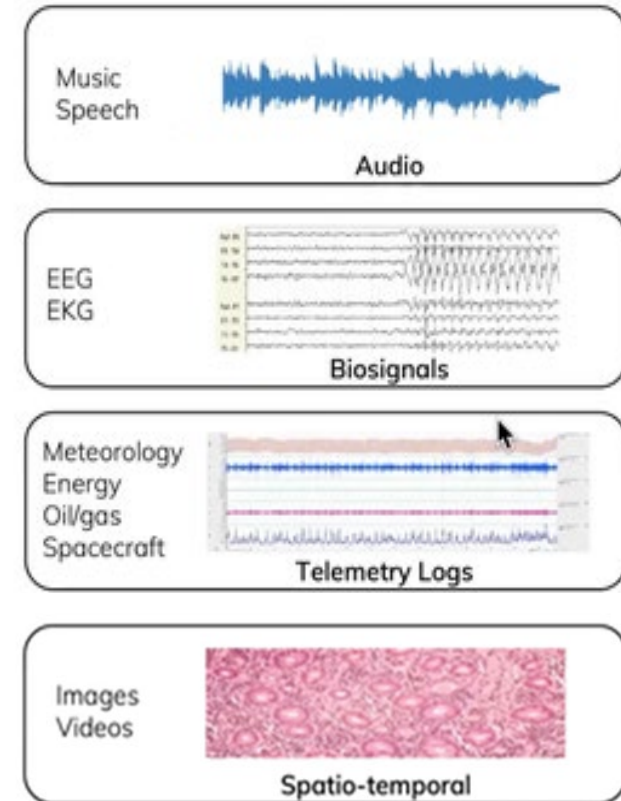 Music
Speech
Audio
EEG
EKG
Biosignals
Meteorology
Energy
Oil/gas
Spacecraft
Telemetry Logs
Images
Videos
Spatio-temporal